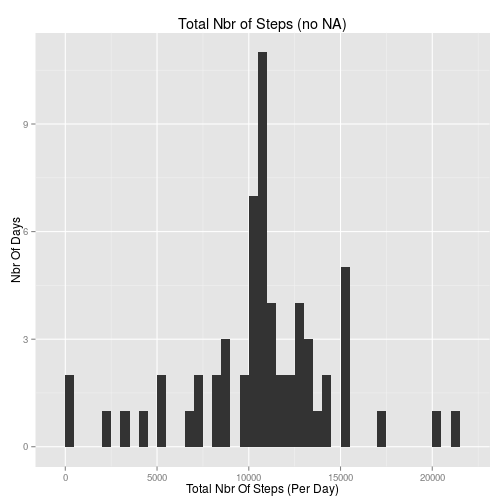 Total Nbr of Steps (no NA)
Nbr Of Days
9
6
3
0
0 5000 10000 15000 20000
Total Nbr Of Steps (Per Day)